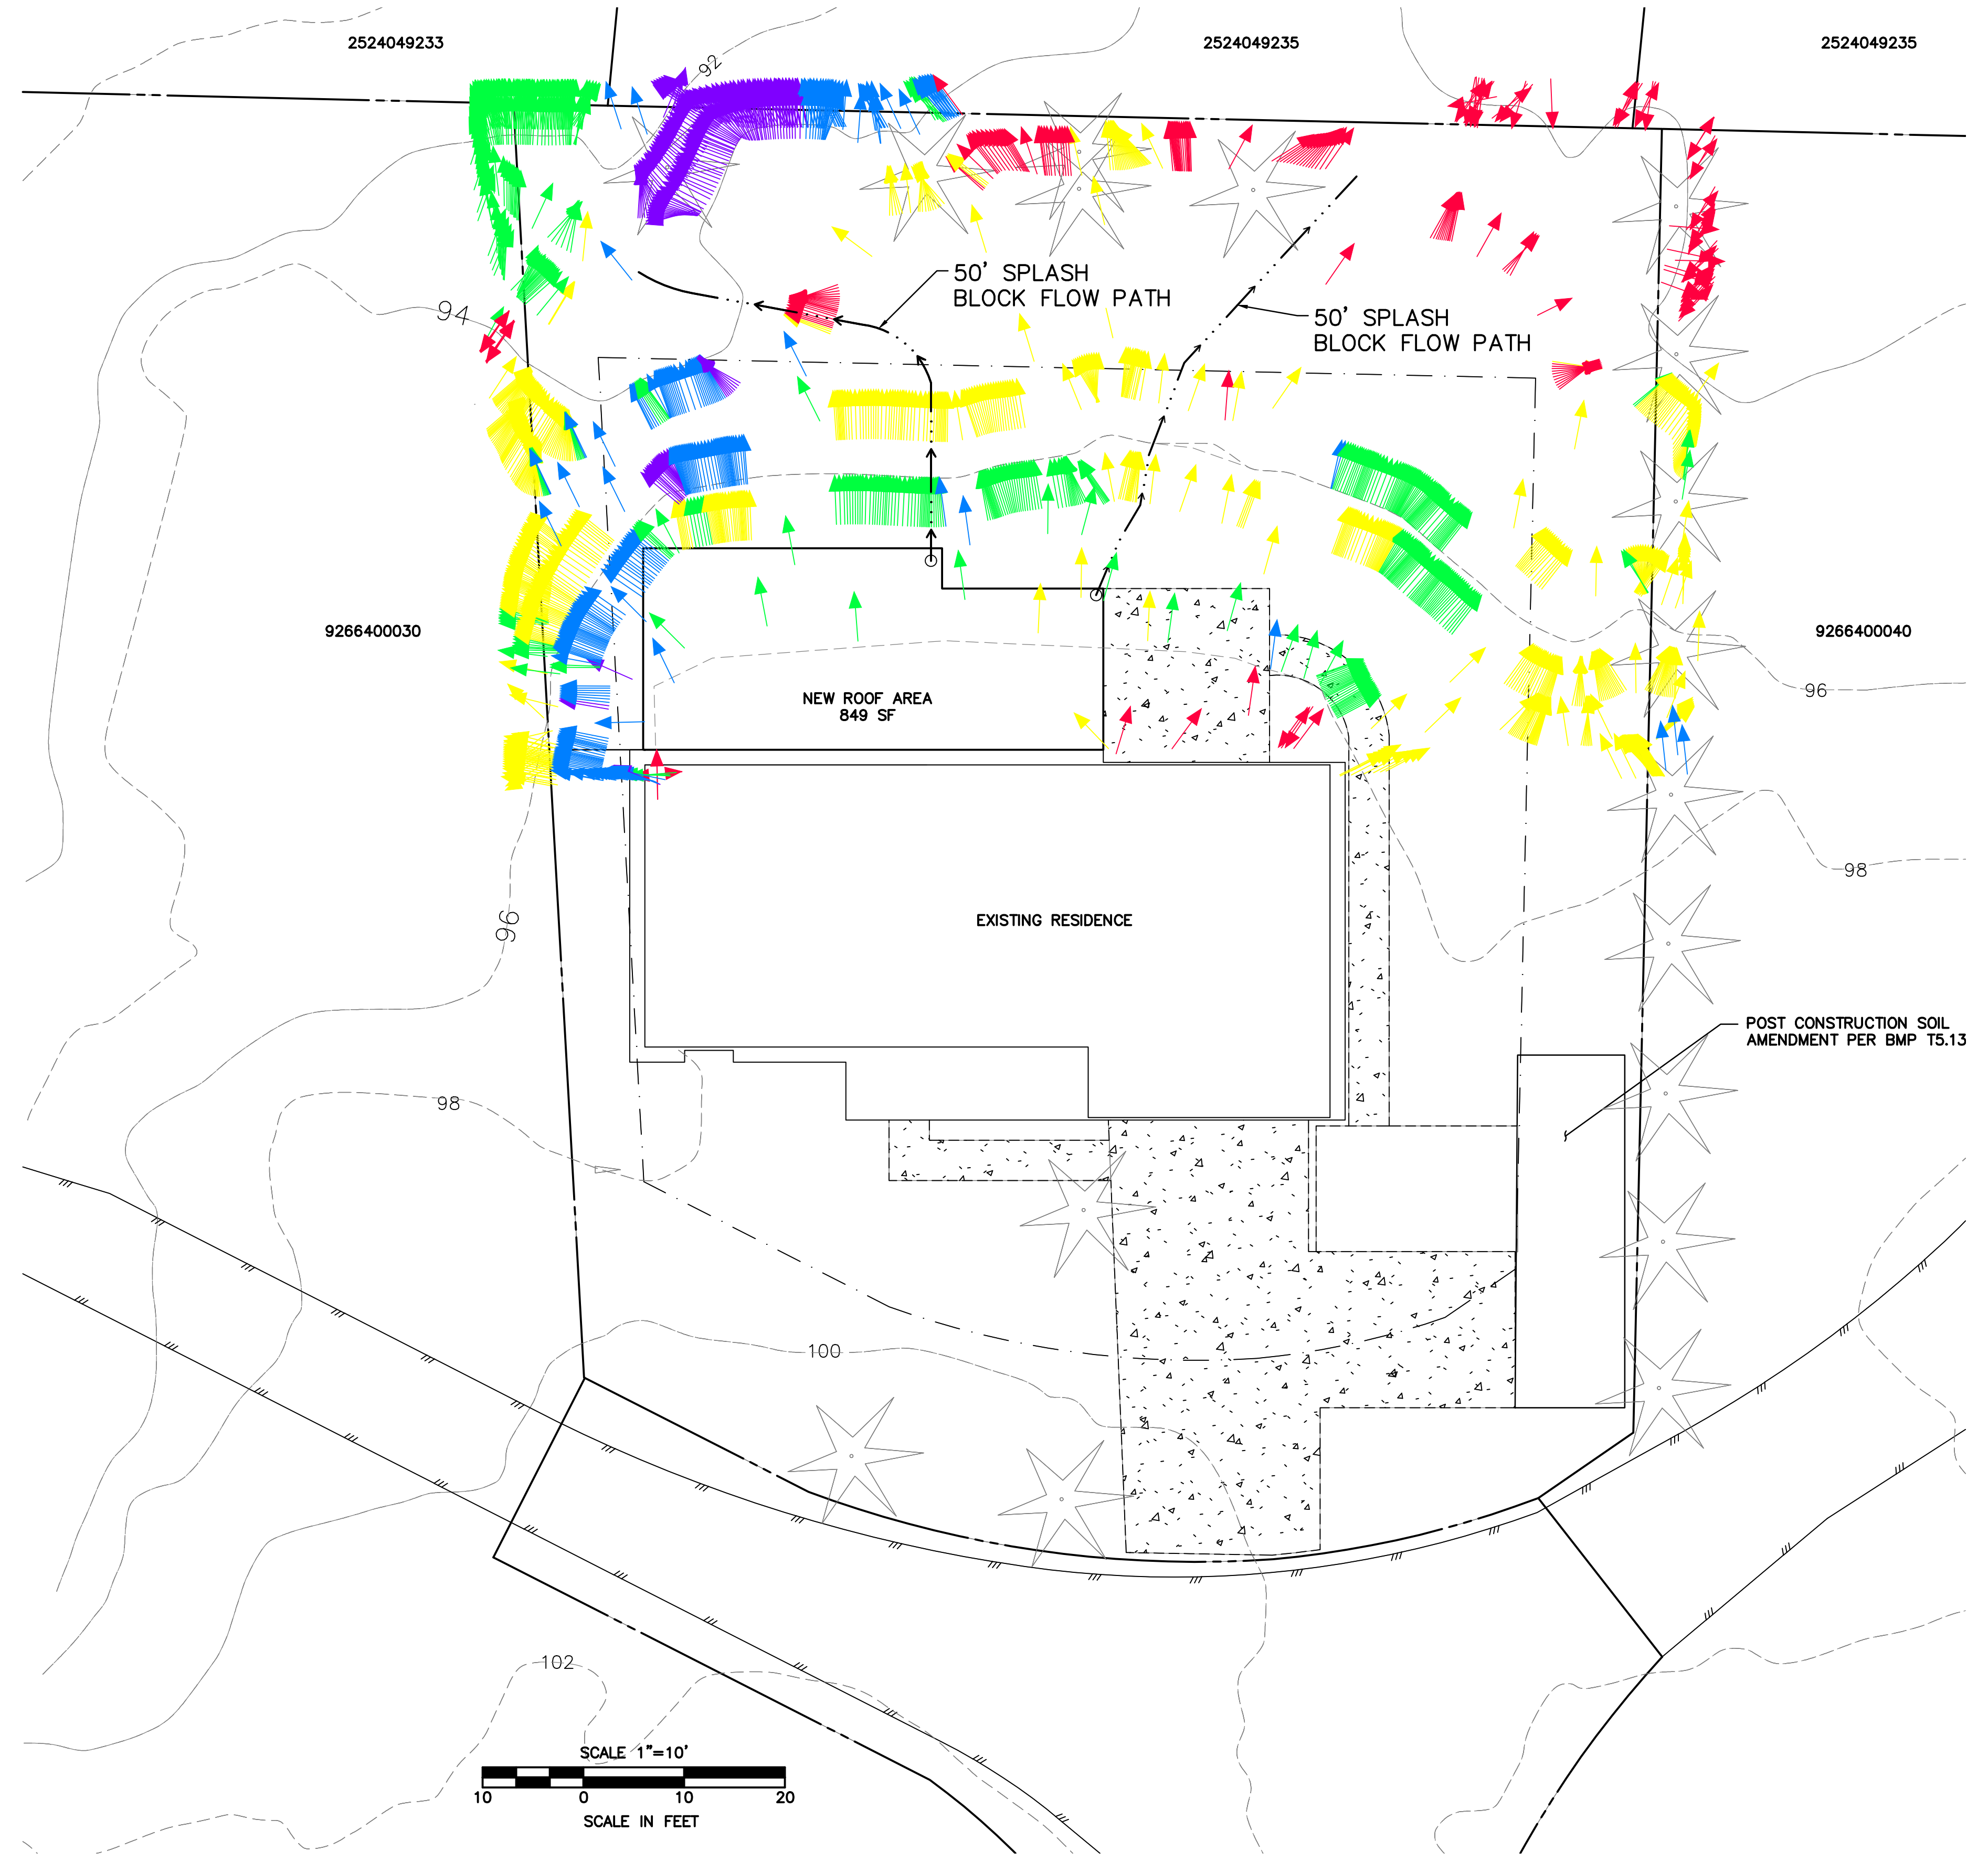 2524049233
2524049235
2524049235
92
50' SPLASH
BLOCK FLOW PATH
94
50' SPLASH
BLOCK FLOW PATH
9266400030
9266400040
NEW ROOF AREA
849 SF
96
98
EXISTING RESIDENCE
96
POST CONSTRUCTION SOIL
AMENDMENT PER BMP T5.13
98
100
102
SCALE 1"=10'
10 0 10 20
SCALE IN FEET